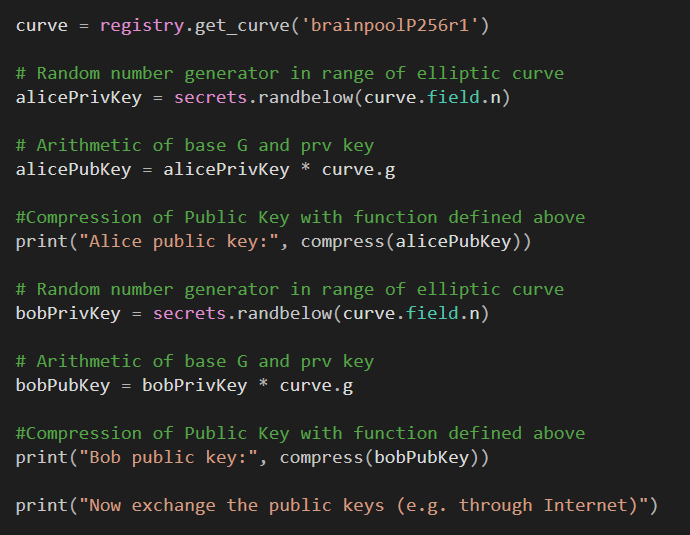 curve = registry.get_curve('brainpoolP256r1')
# Random number generator in range of elliptic curve
alicePrivKey = secrets.randbelow(curve.field.n)
# Arithmetic of base G and prv key
alicePubKey = alicePrivKey * curve.g
#Compression of Public Key with function defined above
print("Alice public key:", compress(alicePubKey))
# Random number generator in range of elliptic curve
bobPrivKey = secrets.randbelow(curve.field.n)
# Arithmetic of base G and prv key
bobPubKey = bobPrivKey * curve.g
#Compression of Public Key with function defined above
print("Bob public key:", compress(bobPubKey))
print("Now exchange the public keys (e.g. through Internet)")